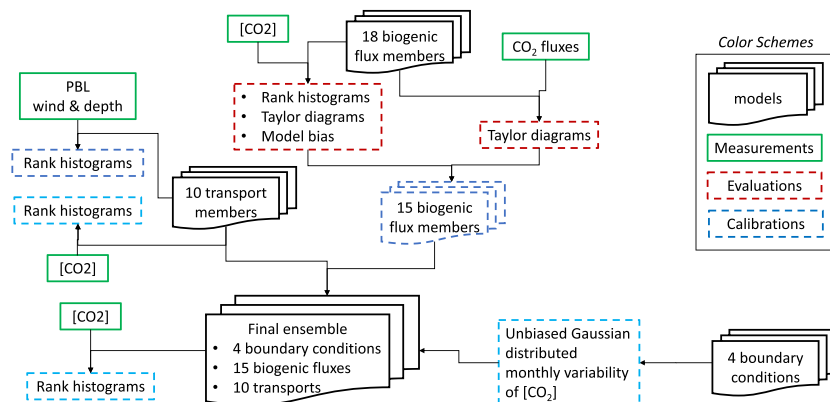 [CO2]
18 biogenic
flux members
CO₂ fluxes
Color Schemes
models
Measurements
Evaluations
Calibrations
PBL
wind & depth
• Rank histograms
• Taylor diagrams
• Model bias
Taylor diagrams
Rank histograms
Rank histograms
10 transport
members
15 biogenic
flux members
[CO2]
[CO2]
Rank histograms
Final ensemble
• 4 boundary conditions
• 15 biogenic fluxes
• 10 transports
Unbiased Gaussian
distributed
monthly variability
of [CO₂]
4 boundary
conditions